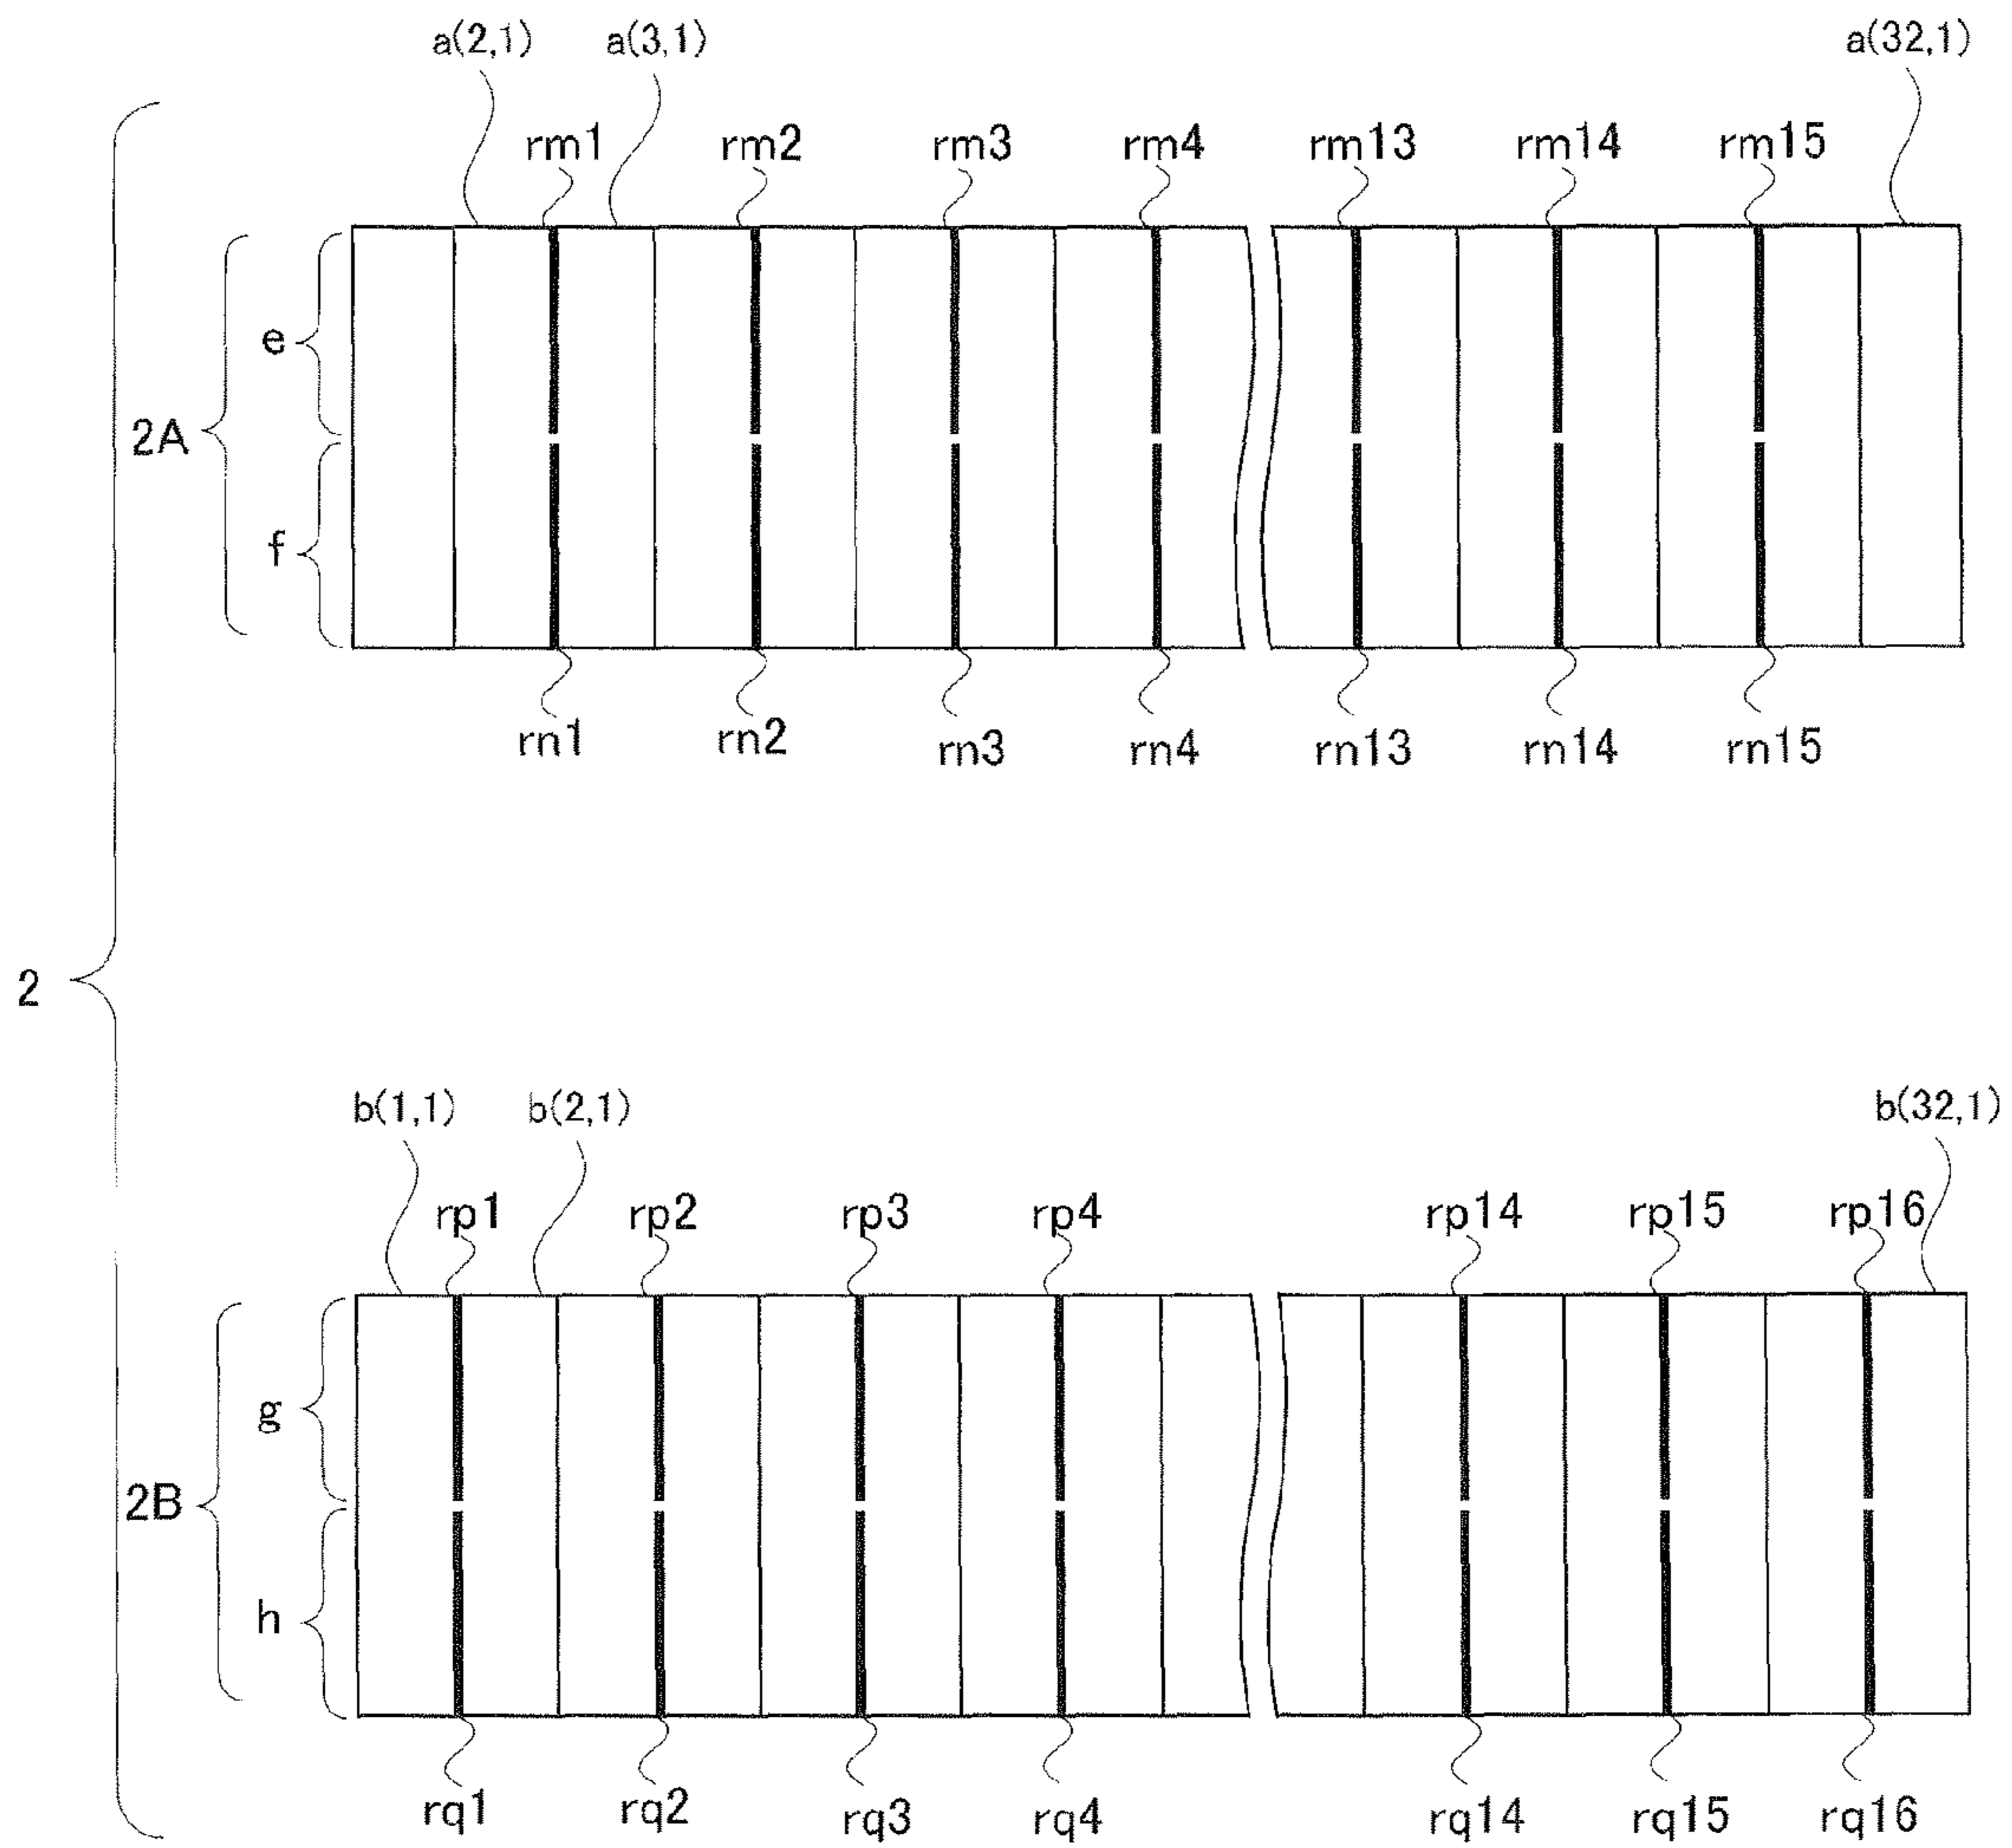 a(2,1) a(3,1) a(32,1)
rm1 rm2 rm3 rm4 rm13 rm14 rm15
e
2A
f
rn1 rn2 rn3 rn4 rn13 rn14 rn15
2
b(1,1) b(2,1) b(32,1)
rp1 rp2 rp3 rp4 rp14 rp15 rp16
g
2B
h
rq1 rq2 rq3 rq4 rq14 rq15 rq16